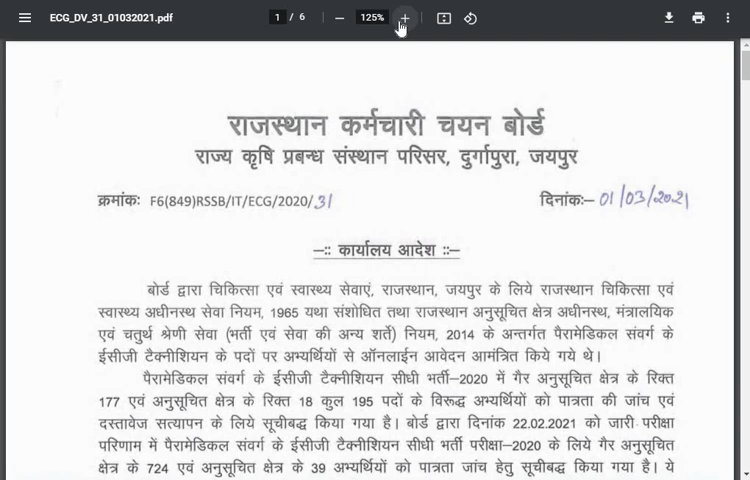 ECG_DV_31_01032021.pdf 1 / 6 125%
राजस्थान कर्मचारी चयन बोर्ड
राज्य कृषि प्रबन्ध संस्थान परिसर, दुर्गापुरा, जयपुर
क्रमांकः F6(849)RSSB/IT/ECG/2020/31 दिनांकः– 01/03/2021
–:: कार्यालय आदेश ::–
बोर्ड द्वारा चिकित्सा एवं स्वास्थ्य सेवाएं, राजस्थान, जयपुर के लिये राजस्थान चिकित्सा एवं
स्वास्थ्य अधीनस्थ सेवा नियम, 1965 यथा संशोधित तथा राजस्थान अनुसूचित क्षेत्र अधीनस्थ, मंत्रालयिक
एवं चतुर्थ श्रेणी सेवा (भर्ती एवं सेवा की अन्य शर्ते) नियम, 2014 के अन्तर्गत पैरामेडिकल संवर्ग के
ईसीजी टैक्नीशियन के पदों पर अभ्यर्थियों से ऑनलाईन आवेदन आमंत्रित किये गये थे।
पैरामेडिकल संवर्ग के ईसीजी टैक्नीशियन सीधी भर्ती–2020 में गैर अनुसूचित क्षेत्र के रिक्त
177 एवं अनुसूचित क्षेत्र के रिक्त 18 कुल 195 पदों के विरूद्ध अभ्यर्थियों को पात्रता की जांच एवं
दस्तावेज सत्यापन के लिये सूचीबद्ध किया गया है। बोर्ड द्वारा दिनांक 22.02.2021 को जारी परीक्षा
परिणाम में पैरामेडिकल संवर्ग के ईसीजी टैक्नीशियन सीधी भर्ती परीक्षा–2020 के लिये गैर अनुसूचित
क्षेत्र के 724 एवं अनुसूचित क्षेत्र के 39 अभ्यर्थियों को पात्रता जांच हेतु सूचीबद्ध किया गया है। ये